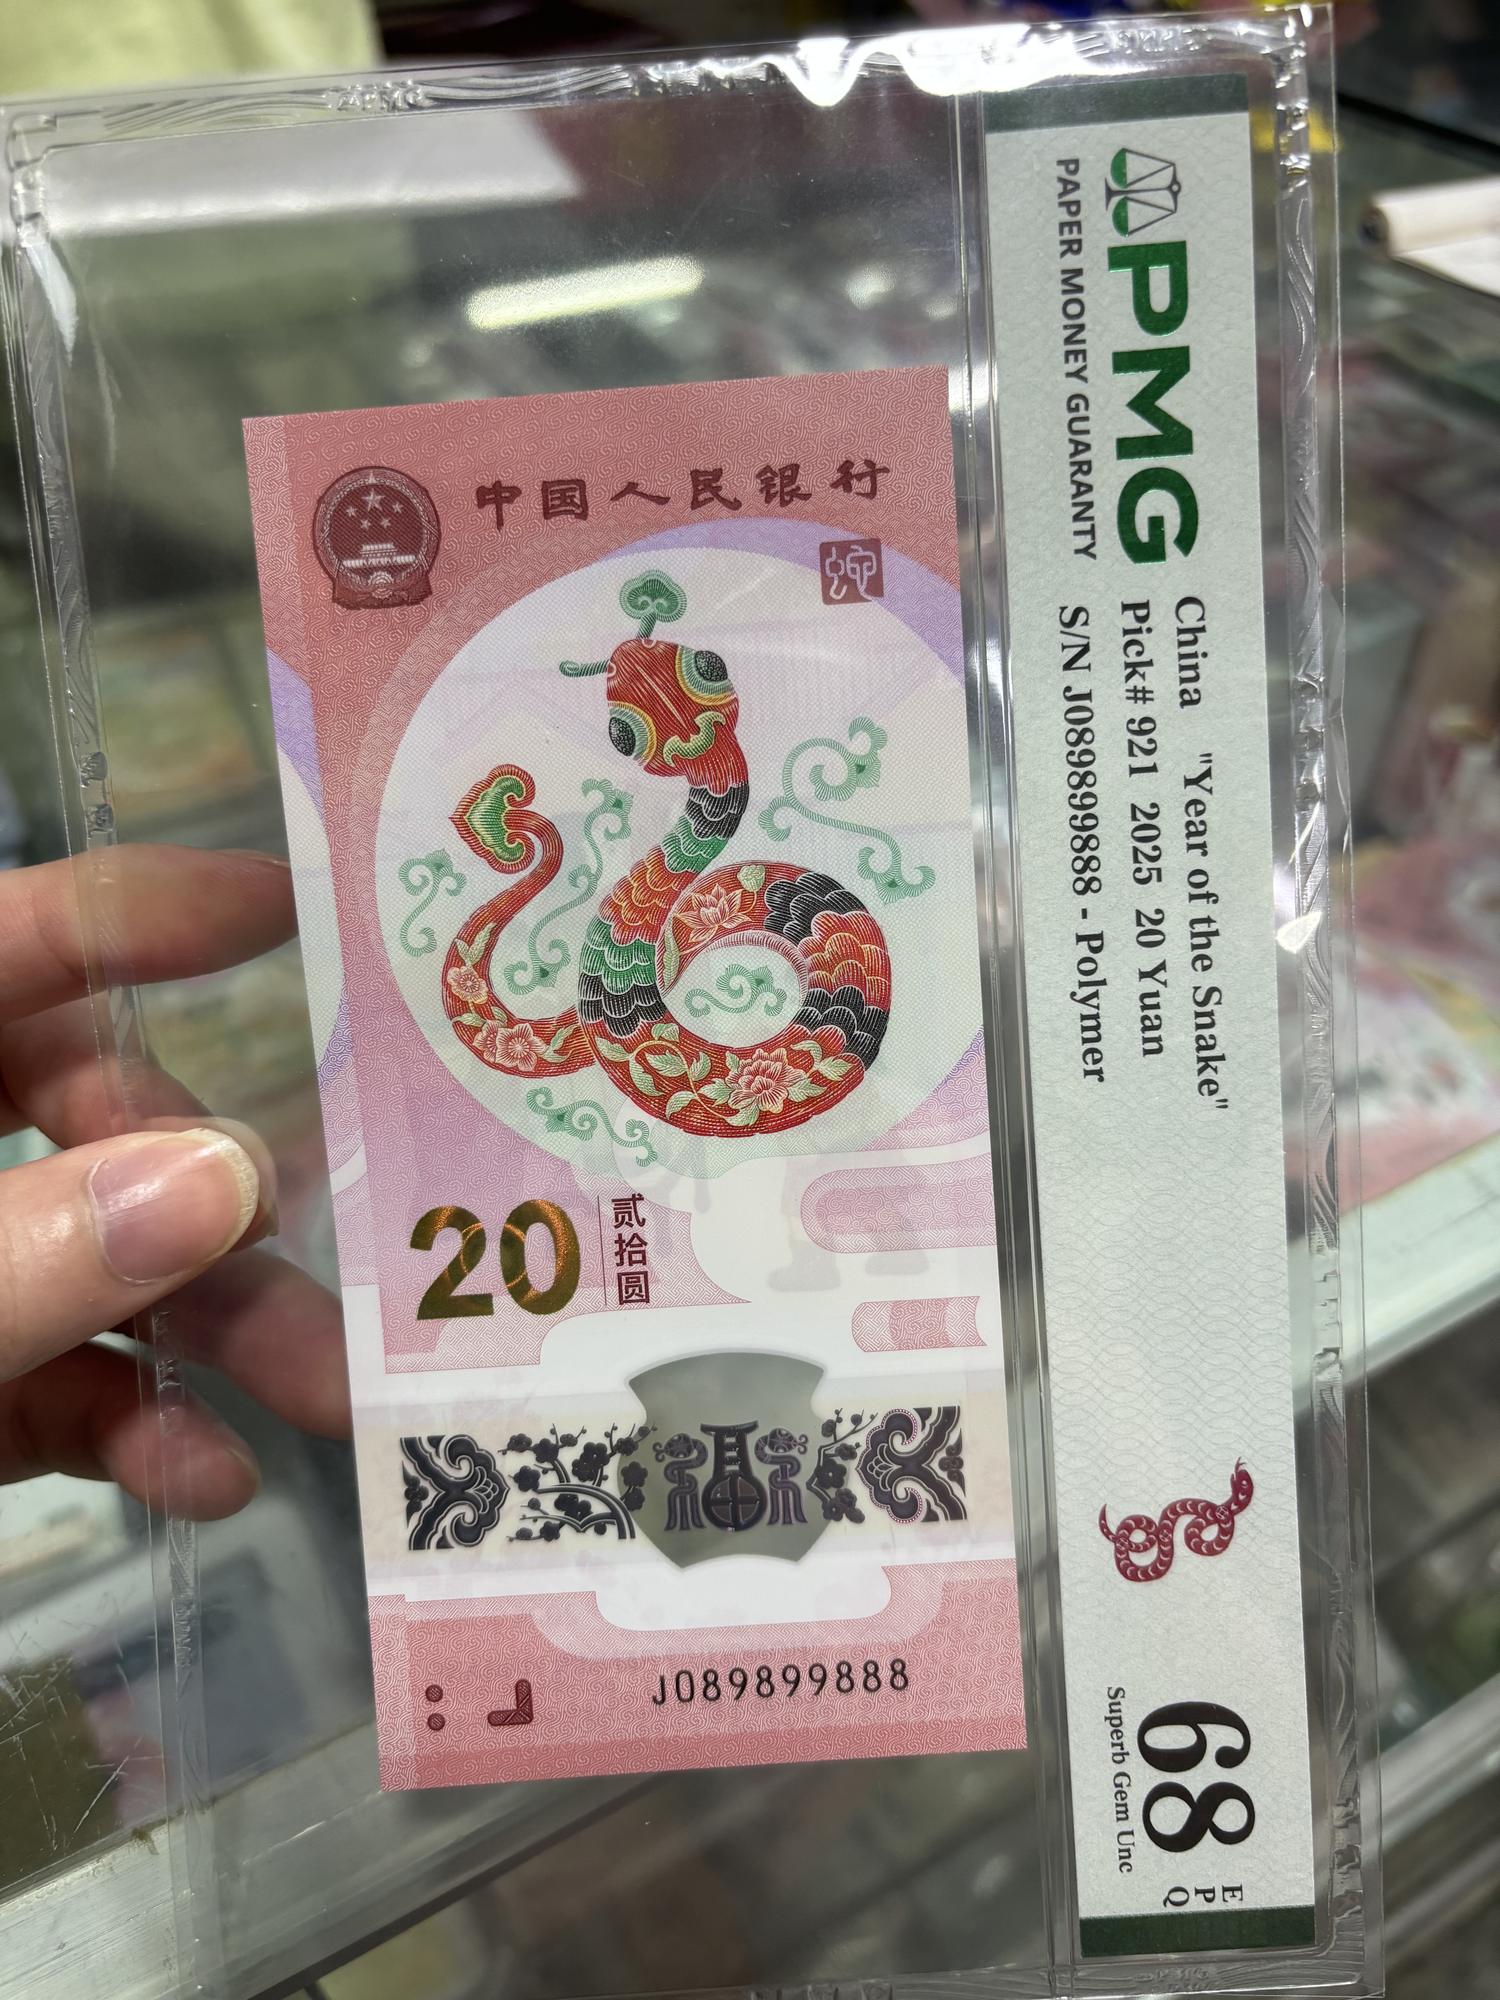 中国人民银行
蛇
20
贰拾圆
J089899888
PMG
PAPER MONEY GUARANTY
China "Year of the Snake"
Pick# 921 2025 20 Yuan
S/N J089899888 - Polymer
68
EPQ
Superb Gem Unc